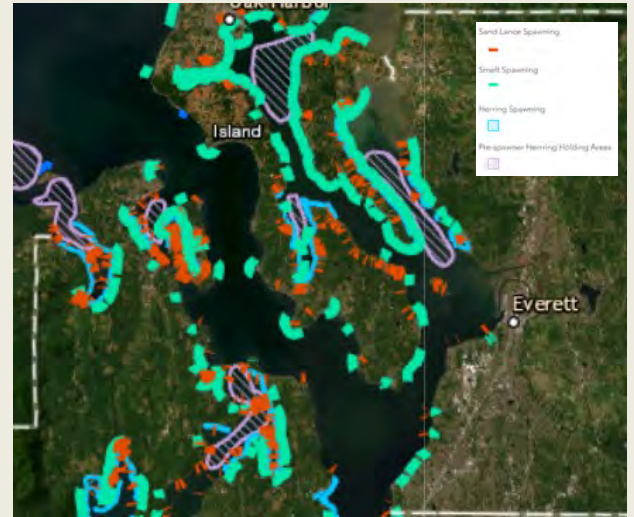 Oak Harbor
Sand Lance Spawning
Smelt Spawning
Herring Spawning
Pre-spawner Herring Holding Areas
Island
Everett